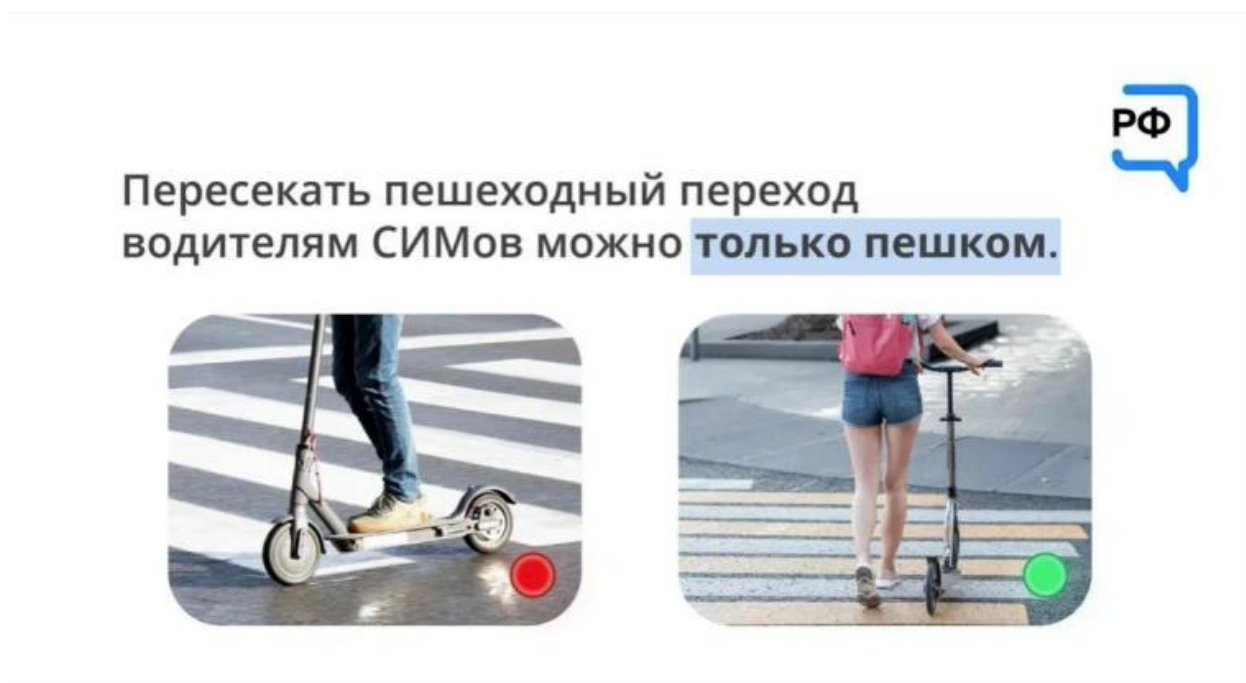 РФ
Пересекать пешеходный переход
водителям СИМов можно только пешком.